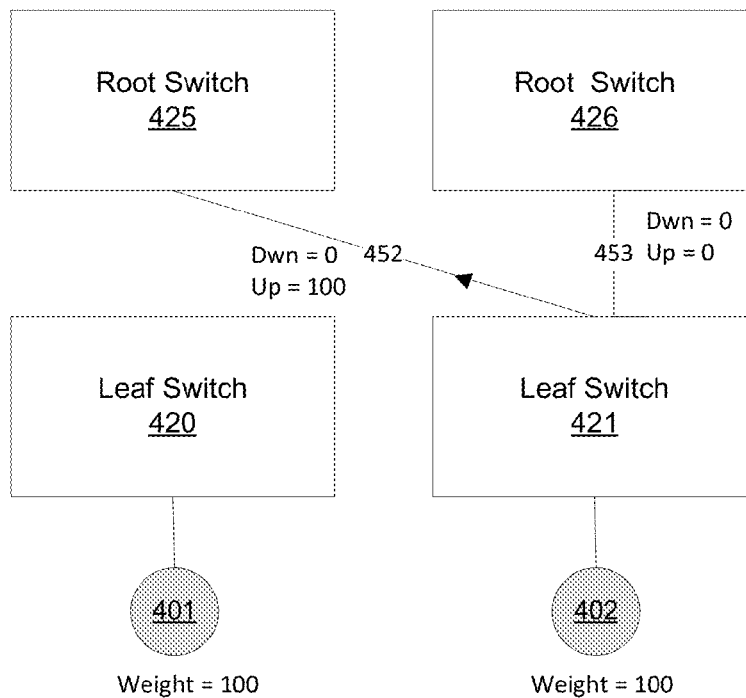 Root Switch
425
Root Switch
426
Dwn = 0
Up = 100
452
453
Dwn = 0
Up = 0
Leaf Switch
420
Leaf Switch
421
401
402
Weight = 100
Weight = 100